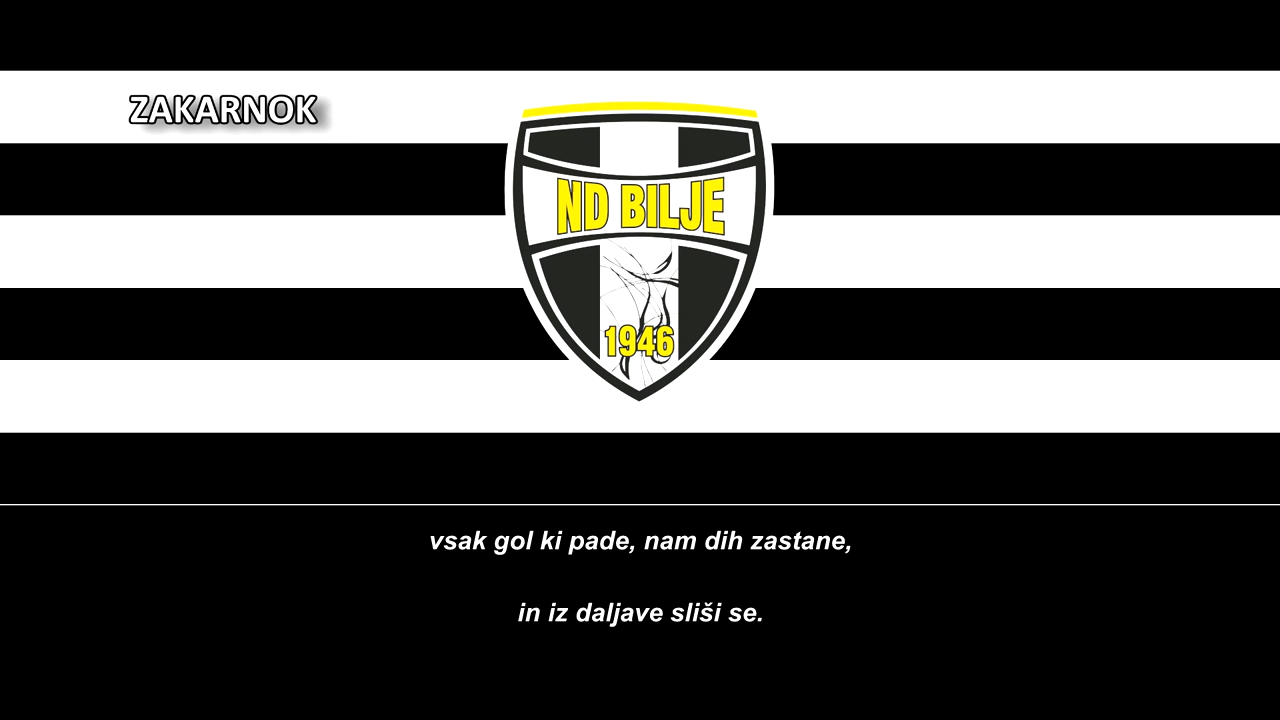 ZAKARNOK
ND BILJE
1946
vsak gol ki pade, nam dih zastane,
in iz daljave sliši se.